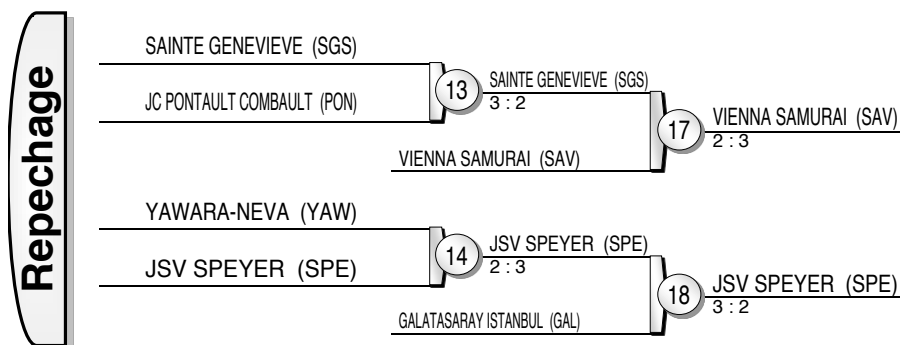 Repechage
SAINTE GENEVIEVE (SGS)
JC PONTAULT COMBAULT (PON)
13
SAINTE GENEVIEVE (SGS)
3 : 2
VIENNA SAMURAI (SAV)
17
VIENNA SAMURAI (SAV)
2 : 3
YAWARA-NEVA (YAW)
JSV SPEYER (SPE)
14
JSV SPEYER (SPE)
2 : 3
GALATASARAY ISTANBUL (GAL)
18
JSV SPEYER (SPE)
3 : 2